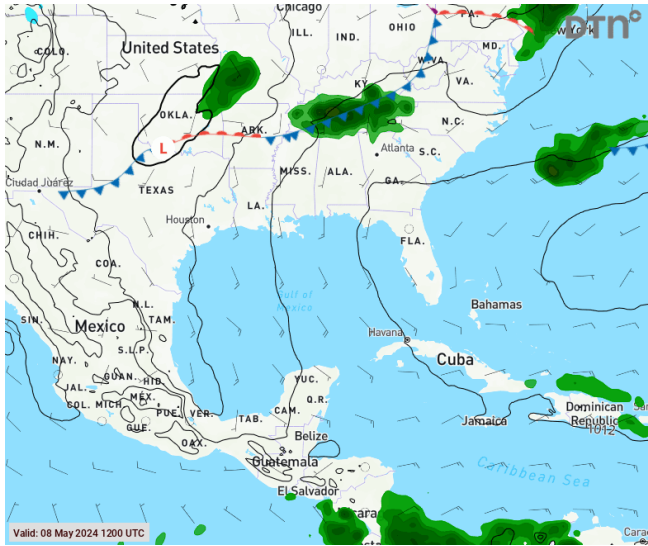 Chicago
PA.
DTN
New York
ILL.
IND.
OHIO
MD.
COLO.
United States
W.VA.
KY
VA.
OKLA.
ARK.
N.C.
N.M.
L
Atlanta
S.C.
MISS.
ALA.
GA.
Ciudad Juárez
TEXAS
LA.
Houston
CHIH.
FLA.
COA.
Gulf of
Mexico
Bahamas
N.L.
SIN.
Mexico
TAM.
Havana
S.L.P.
Cuba
NAY.
GUAN.
HID.
YUC.
JAL.
MÉX.
Q.R.
COL.
MICH.
PUE.
VER.
CAM.
TAB.
Dominican
Republic
GUE.
Jamaica
1012
OAX.
Belize
Guatemala
Caribbean Sea
El Salvador
Valid: 08 May 2024 1200 UTC